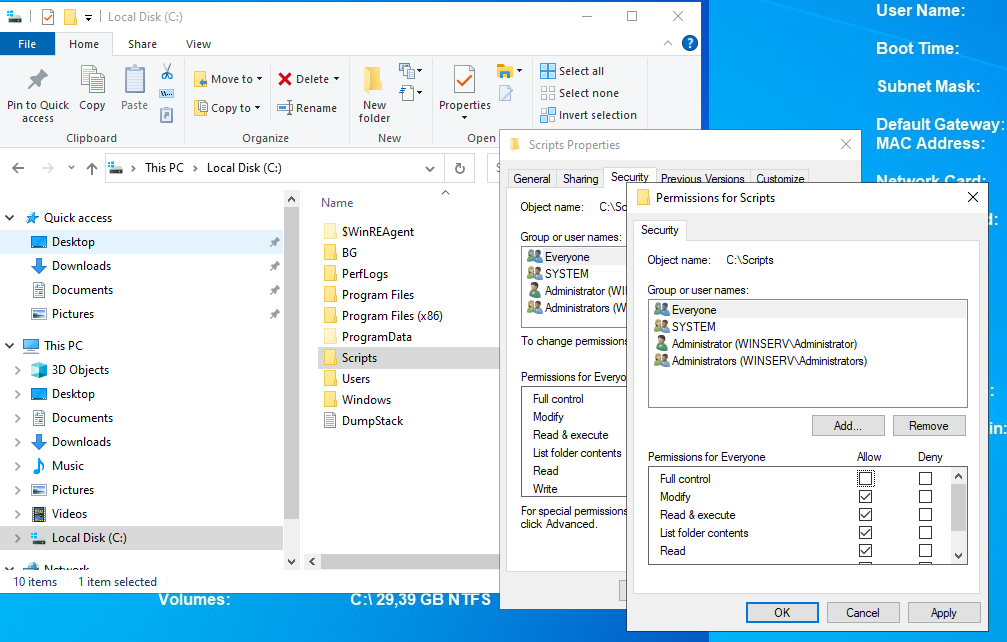 Local Disk (C:)
File Home Share View
Pin to Quick access
Copy
Paste
Clipboard
Move to
Copy to
Delete
Rename
Organize
New folder
New
Properties
Open
Select all
Select none
Invert selection
This PC Local Disk (C:)
Quick access
Desktop
Downloads
Documents
Pictures
This PC
3D Objects
Desktop
Documents
Downloads
Music
Pictures
Videos
Local Disk (C:)
Network
Name
$WinREAgent
BG
PerfLogs
Program Files
Program Files (x86)
ProgramData
Scripts
Users
Windows
DumpStack
10 items 1 item selected
Scripts Properties
General Sharing Security Previous Versions Customize
Object name: C:\Sc
Group or user names:
Everyone
SYSTEM
Administrator (WI
Administrators (W
To change permissions
Permissions for Everyo
Full control
Modify
Read & execute
List folder contents
Read
Write
For special permissions
click Advanced.
Permissions for Scripts
Security
Object name: C:\Scripts
Group or user names:
Everyone
SYSTEM
Administrator (WINSERV\Administrator)
Administrators (WINSERV\Administrators)
Add... Remove
Permissions for Everyone Allow Deny
Full control
Modify
Read & execute
List folder contents
Read
OK Cancel Apply
User Name:
Boot Time:
Subnet Mask:
Default Gateway:
MAC Address:
Network Card:
Volumes: C:\ 29,39 GB NTFS